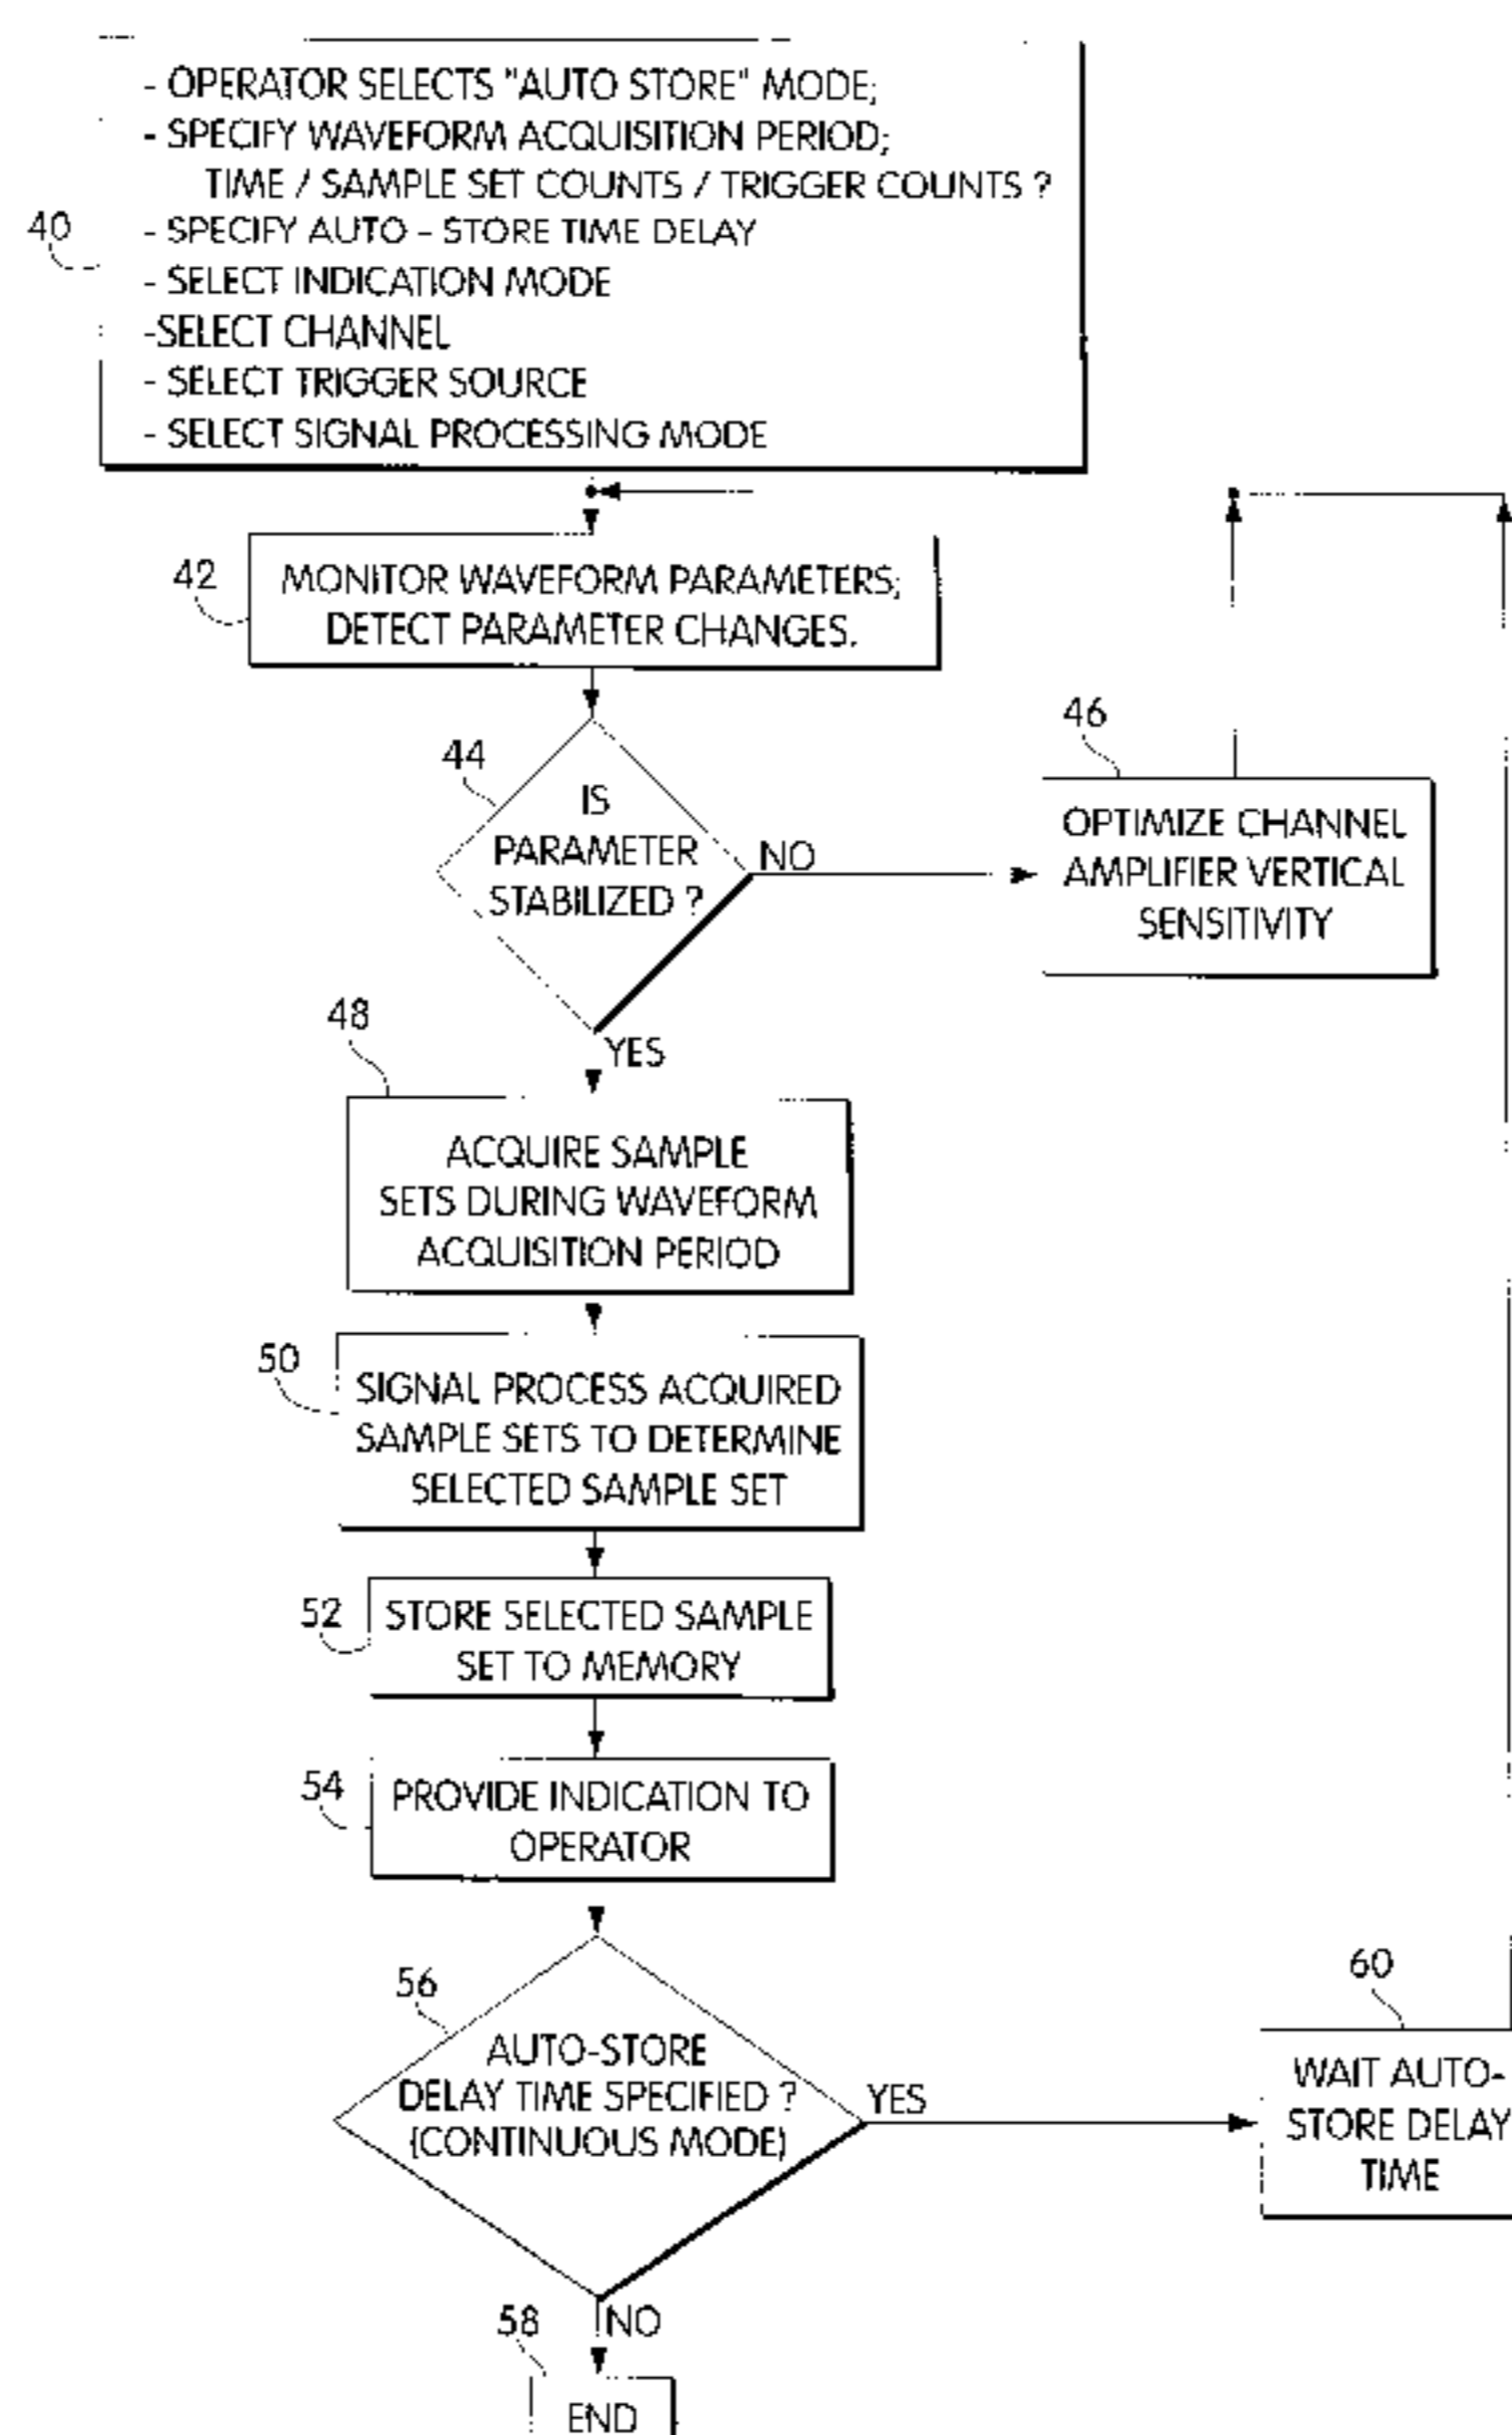 - OPERATOR SELECTS "AUTO STORE" MODE;
- SPECIFY WAVEFORM ACQUISITION PERIOD;
TIME / SAMPLE SET COUNTS / TRIGGER COUNTS ?
40
- SPECIFY AUTO - STORE TIME DELAY
- SELECT INDICATION MODE
-SELECT CHANNEL
- SELECT TRIGGER SOURCE
- SELECT SIGNAL PROCESSING MODE
42
MONITOR WAVEFORM PARAMETERS;
DETECT PARAMETER CHANGES.
44
IS
PARAMETER
STABILIZED ?
NO
46
OPTIMIZE CHANNEL
AMPLIFIER VERTICAL
SENSITIVITY
YES
48
ACQUIRE SAMPLE
SETS DURING WAVEFORM
ACQUISITION PERIOD
50
SIGNAL PROCESS ACQUIRED
SAMPLE SETS TO DETERMINE
SELECTED SAMPLE SET
52
STORE SELECTED SAMPLE
SET TO MEMORY
54
PROVIDE INDICATION TO
OPERATOR
56
AUTO-STORE
DELAY TIME SPECIFIED ?
(CONTINUOUS MODE)
YES
60
WAIT AUTO-
STORE DELAY
TIME
NO
58
END